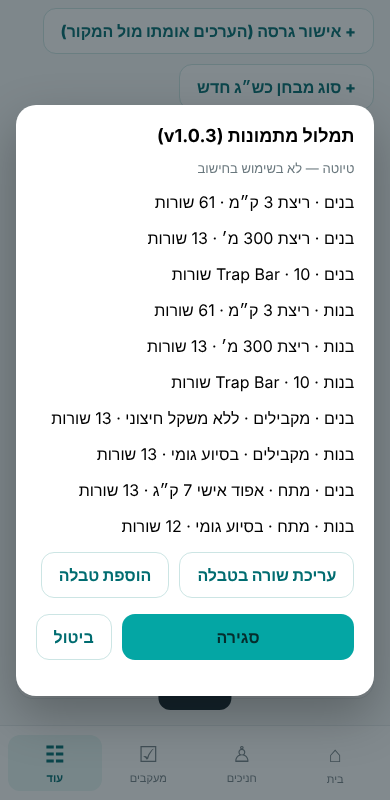 + אישור גרסה (הערכים אומתו מול המקור)
+ סוג מבחן כש״ג חדש
תמלול מתמונות (v1.0.3)
טיוטה — לא בשימוש בחישוב
בנים · ריצת 3 ק״מ · 61 שורות
בנים · ריצת 300 מ׳ · 13 שורות
בנים · Trap Bar · 10 שורות
בנות · ריצת 3 ק״מ · 61 שורות
בנות · ריצת 300 מ׳ · 13 שורות
בנות · Trap Bar · 10 שורות
בנים · מקבילים · ללא משקל חיצוני · 13 שורות
בנות · מקבילים · בסיוע גומי · 13 שורות
בנים · מתח · אפוד אישי 7 ק״ג · 13 שורות
בנות · מתח · בסיוע גומי · 12 שורות
עריכת שורה בטבלה הוספת טבלה
סגירה ביטול
בית חניכים מעקבים עוד